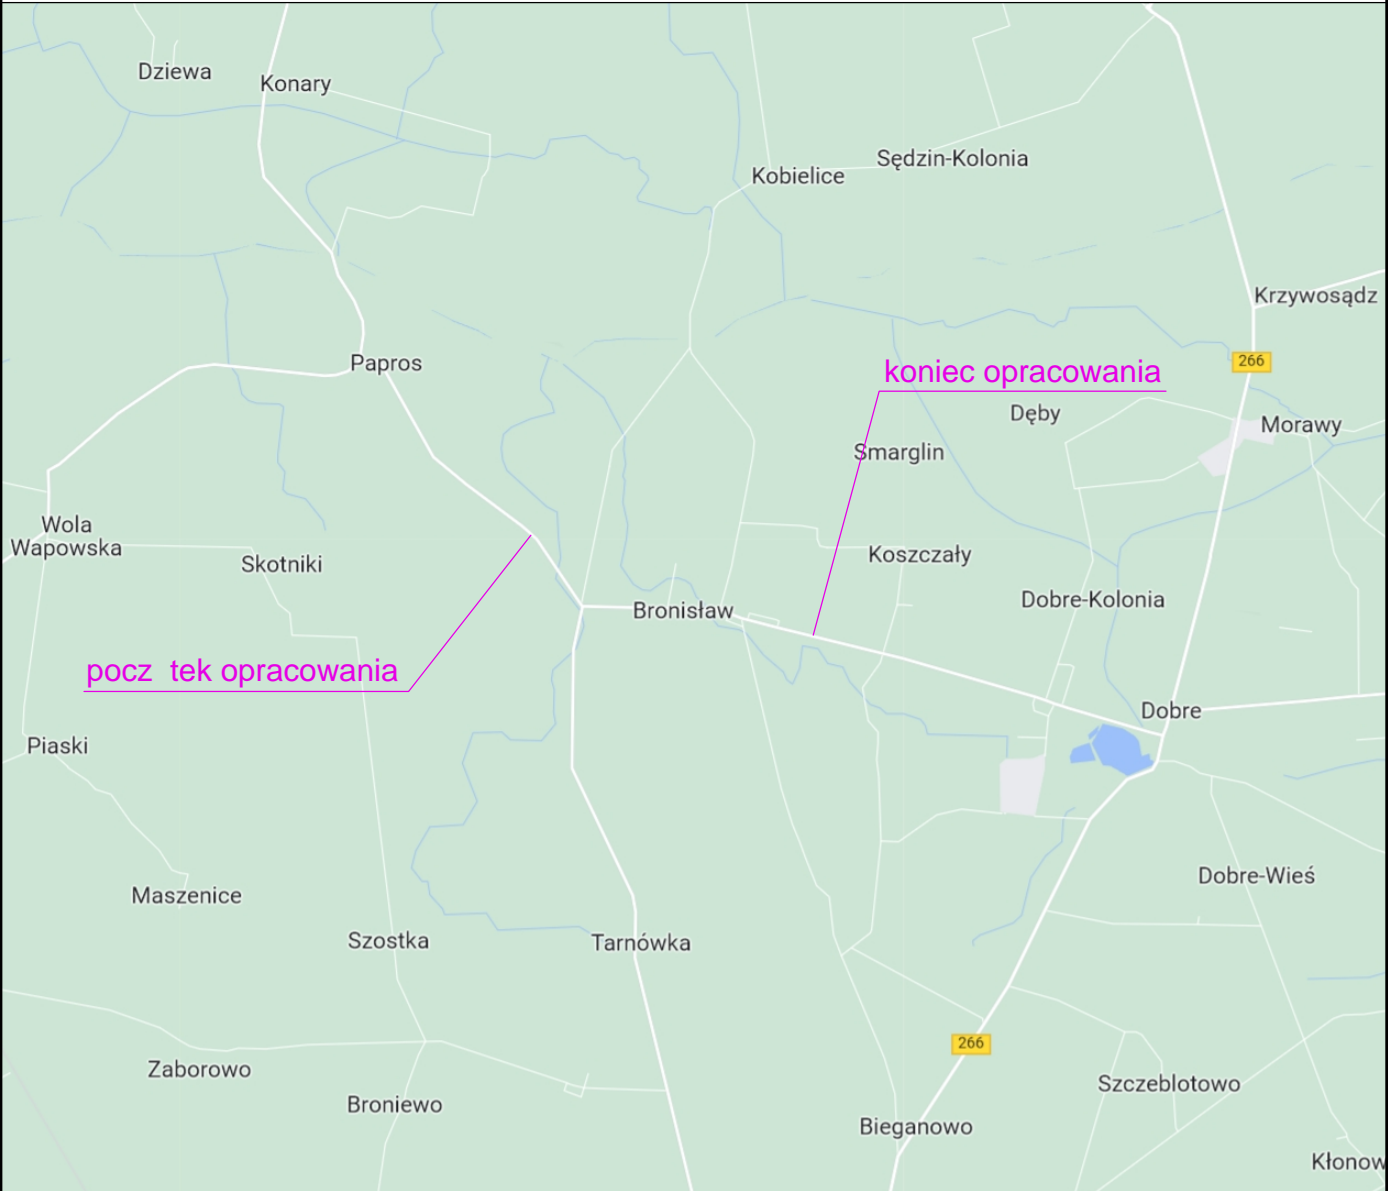 Dziewa
Konary
Sędzin-Kolonia
Kobielice
Krzywosądz
266
Papros
koniec opracowania
Dęby
Morawy
Smarglin
Wola
Wapowska
Skotniki
Koszczały
Dobre-Kolonia
Bronisław
pocz tek opracowania
Dobre
Piaski
Dobre-Wieś
Maszenice
Szostka
Tarnówka
266
Zaborowo
Szczeblotowo
Broniewo
Bieganowo
Kłonow